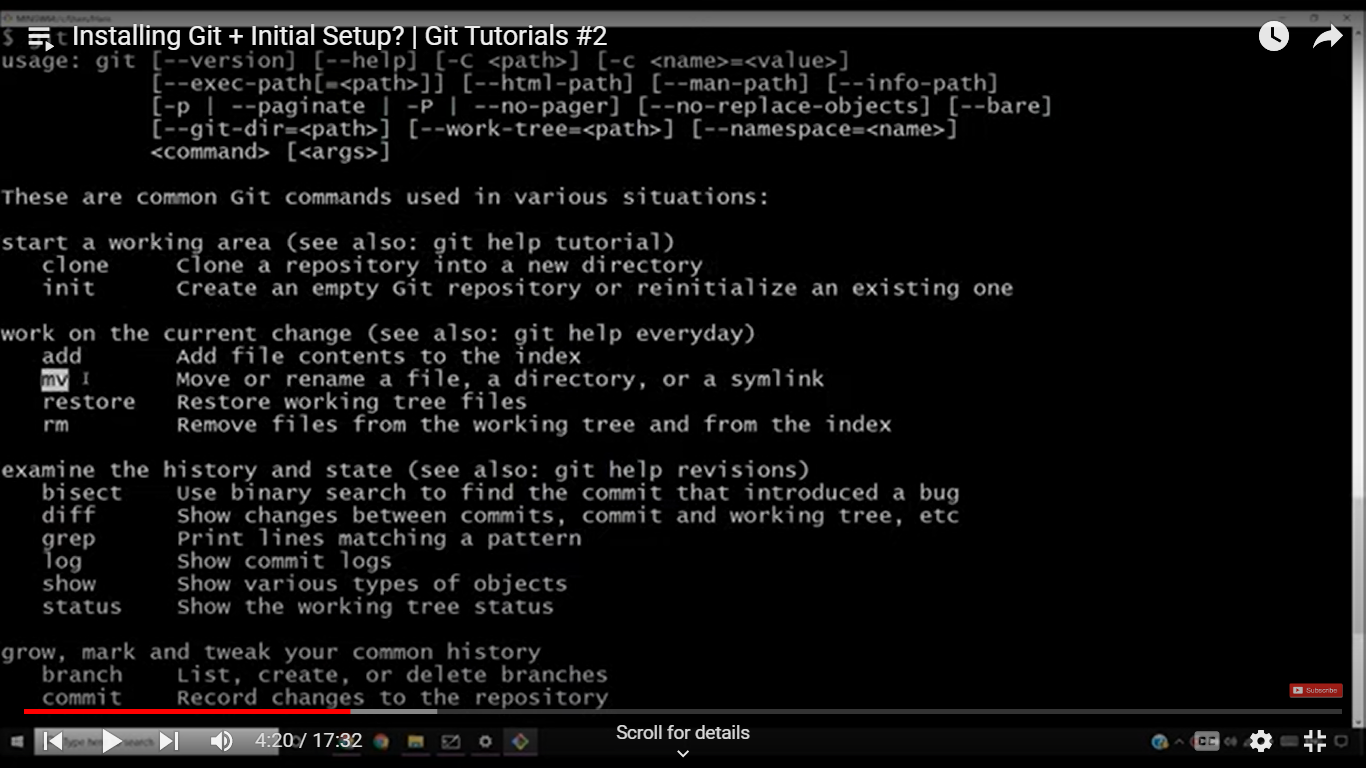 MINGW64:/c/Users/Haris
Installing Git + Initial Setup? | Git Tutorials #2
$ git
usage: git [--version] [--help] [-C <path>] [-c <name>=<value>]
[--exec-path[=<path>]] [--html-path] [--man-path] [--info-path]
[-p | --paginate | -P | --no-pager] [--no-replace-objects] [--bare]
[--git-dir=<path>] [--work-tree=<path>] [--namespace=<name>]
<command> [<args>]
These are common Git commands used in various situations:
start a working area (see also: git help tutorial)
clone Clone a repository into a new directory
init Create an empty Git repository or reinitialize an existing one
work on the current change (see also: git help everyday)
add Add file contents to the index
mv Move or rename a file, a directory, or a symlink
restore Restore working tree files
rm Remove files from the working tree and from the index
examine the history and state (see also: git help revisions)
bisect Use binary search to find the commit that introduced a bug
diff Show changes between commits, commit and working tree, etc
grep Print lines matching a pattern
log Show commit logs
show Show various types of objects
status Show the working tree status
grow, mark and tweak your common history
branch List, create, or delete branches
commit Record changes to the repository
Subscribe
Type here search
4:20 / 17:32
Scroll for details
CC